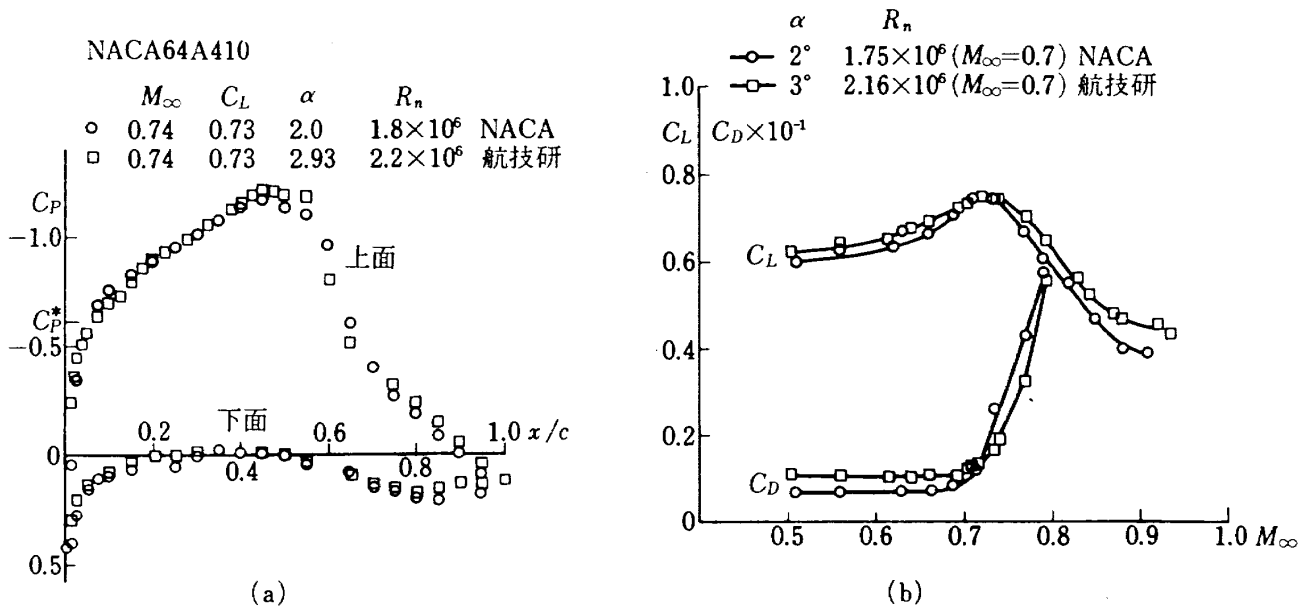 NACA64A410
M∞ C_L α R_n
○ 0.74 0.73 2.0 1.8×10⁶ NACA
□ 0.74 0.73 2.93 2.2×10⁶ 航技研
C_P
−1.0
C_P*
−0.5
0
0.5
上面
下面
0.2 0.6 1.0 x/c
0.4 0.8
(a)
α R_n
○ 2° 1.75×10⁶ (M∞=0.7) NACA
□ 3° 2.16×10⁶ (M∞=0.7) 航技研
1.0
C_L C_D×10⁻¹
0.8
0.6
0.4
0.2
0
C_L
C_D
0.5 0.6 0.7 0.8 0.9 1.0 M∞
(b)